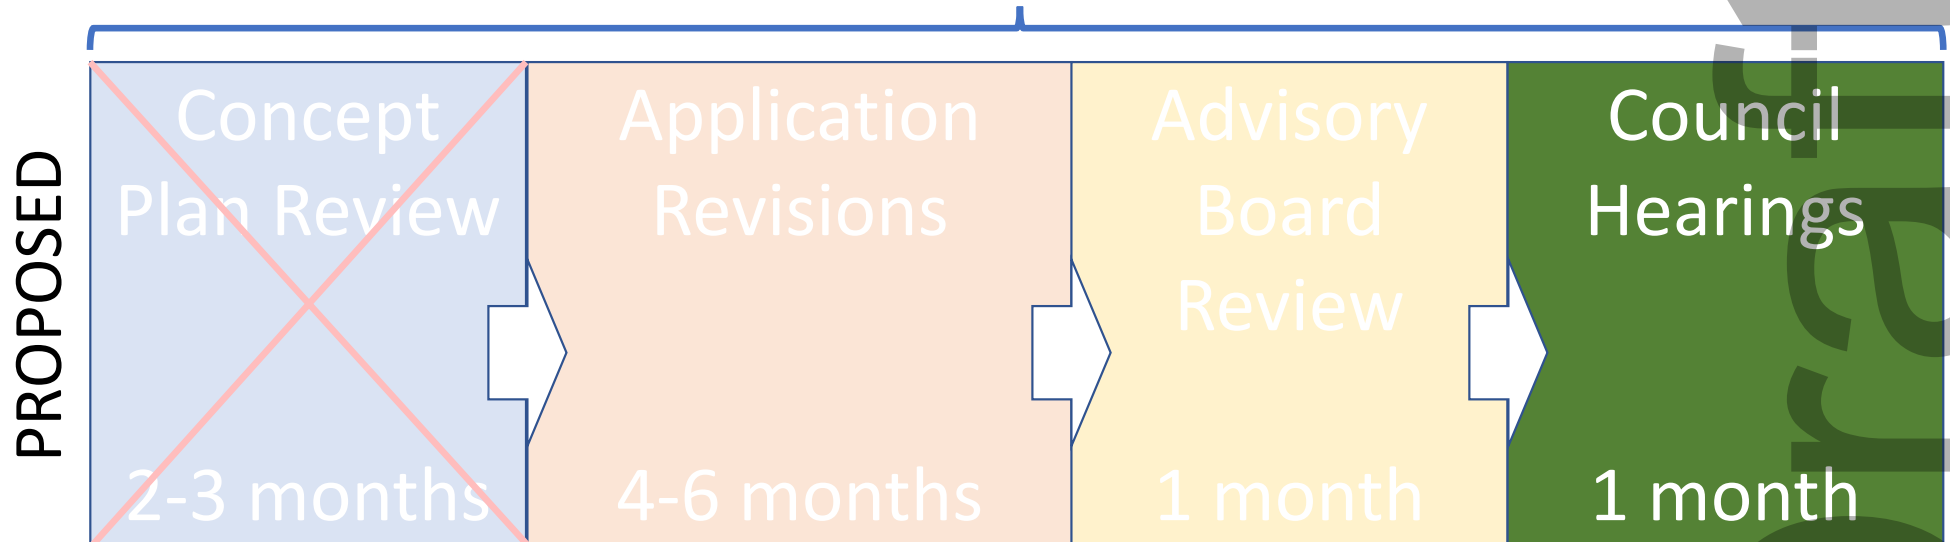 PROPOSED
Concept
Plan Review
2-3 months
Application
Revisions
4-6 months
Advisory
Board
Review
1 month
Council
Hearings
1 month